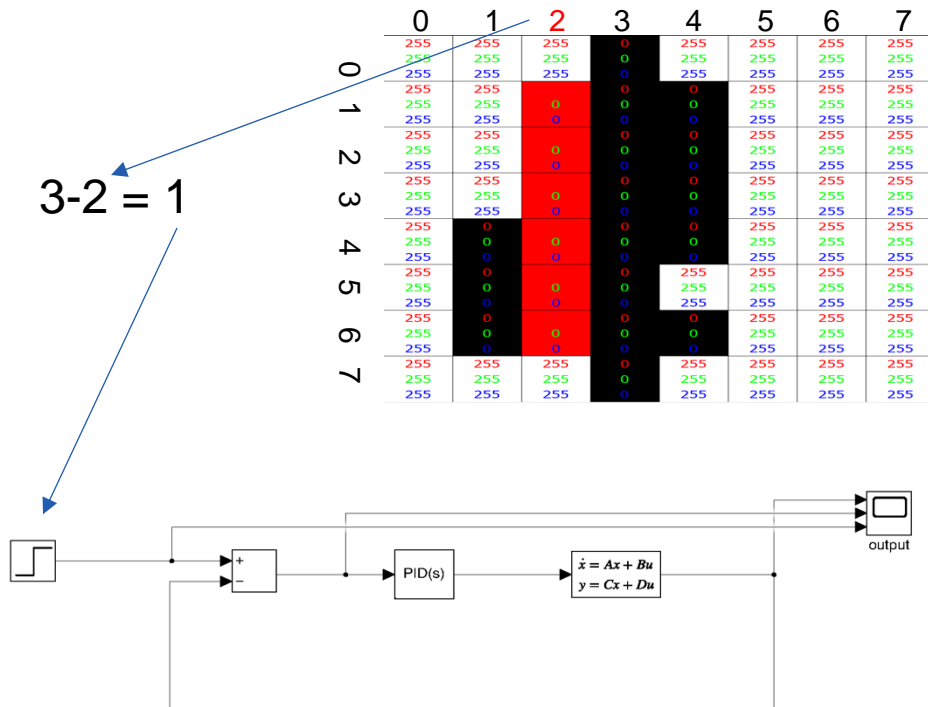 0 1 2 3 4 5 6 7
0
255 255 255 0 255 255 255 255
255 255 255 0 255 255 255 255
255 255 255 0 255 255 255 255
1
255 255 0 0 255 255 255
255 255 0 0 0 255 255 255
255 255 0 0 0 255 255 255
2
255 255 0 0 255 255 255
255 255 0 0 0 255 255 255
255 255 0 0 0 255 255 255
3
255 255 0 0 255 255 255
255 255 0 0 0 255 255 255
255 255 0 0 0 255 255 255
4
255 0 0 0 255 255 255
255 0 0 0 0 255 255 255
255 0 0 0 0 255 255 255
5
255 0 0 255 255 255 255
255 0 0 0 255 255 255 255
255 0 0 0 255 255 255 255
6
255 0 0 0 255 255 255
255 0 0 0 0 255 255 255
255 0 0 0 0 255 255 255
7
255 255 255 0 255 255 255 255
255 255 255 0 255 255 255 255
255 255 255 0 255 255 255 255
3-2 = 1
+
−
PID(s)
ẋ = Ax + Bu
y = Cx + Du
output